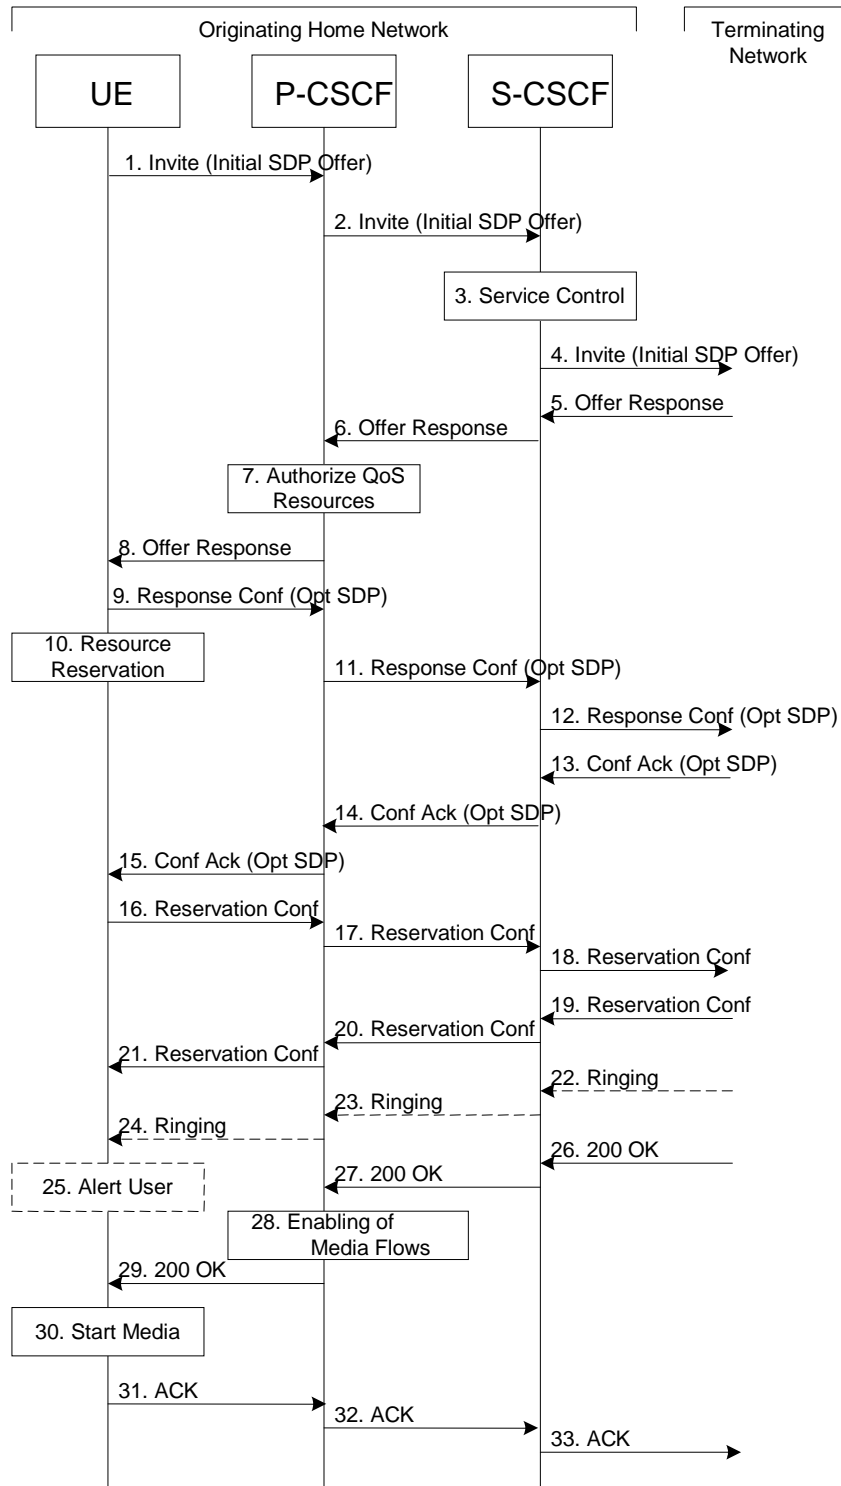 Originating Home Network
Terminating
Network
UE
P-CSCF
S-CSCF
1. Invite (Initial SDP Offer)
2. Invite (Initial SDP Offer)
3. Service Control
4. Invite (Initial SDP Offer)
5. Offer Response
6. Offer Response
7. Authorize QoS
Resources
8. Offer Response
9. Response Conf (Opt SDP)
10. Resource
Reservation
11. Response Conf (Opt SDP)
12. Response Conf (Opt SDP)
13. Conf Ack (Opt SDP)
14. Conf Ack (Opt SDP)
15. Conf Ack (Opt SDP)
16. Reservation Conf
17. Reservation Conf
18. Reservation Conf
19. Reservation Conf
20. Reservation Conf
21. Reservation Conf
22. Ringing
23. Ringing
24. Ringing
25. Alert User
26. 200 OK
27. 200 OK
28. Enabling of
Media Flows
29. 200 OK
30. Start Media
31. ACK
32. ACK
33. ACK